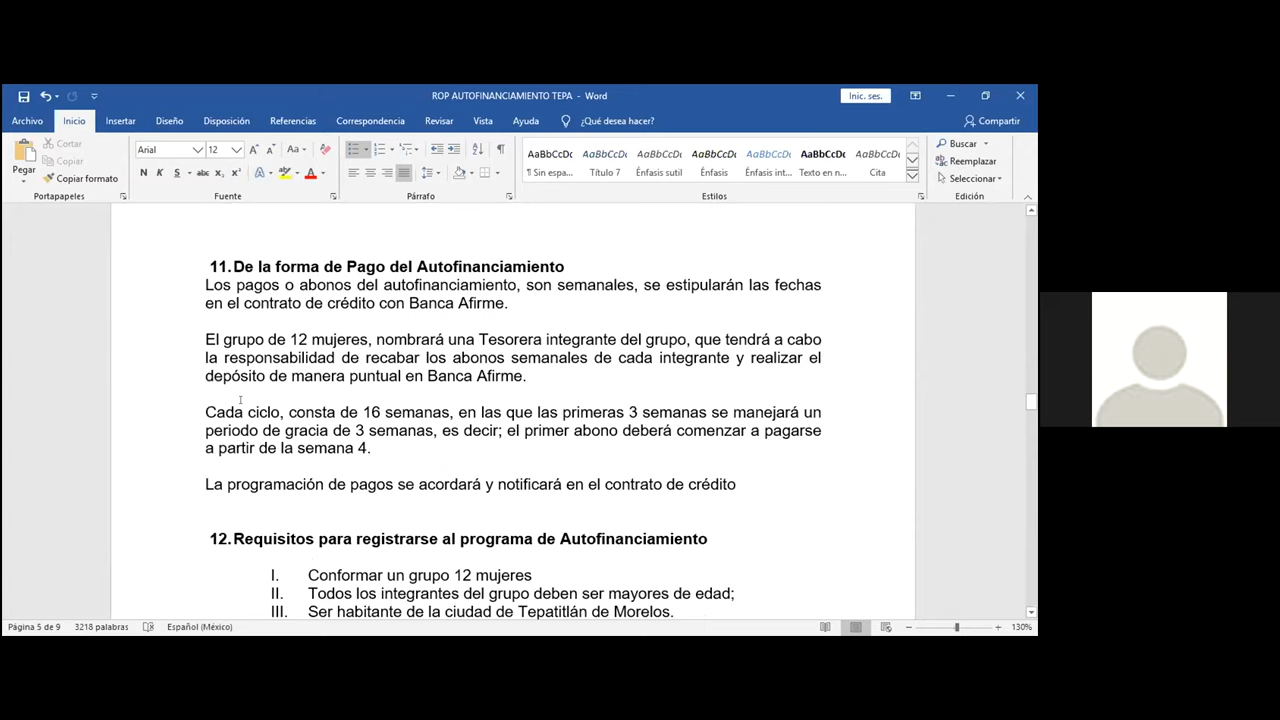 ROP AUTOFINANCIAMIENTO TEPA - Word
Inic. ses.
Archivo Inicio Insertar Diseño Disposición Referencias Correspondencia Revisar Vista Ayuda ¿Qué desea hacer? Compartir
Pegar
Cortar
Copiar
Copiar formato
Portapapeles
Arial 12
N K S abc x₂ x²
Fuente
Párrafo
AaBbCcDc AaBbCcDc AaBbCcDc AaBbCcDc AaBbCcDc AaBbCcDc AaBbCcDc
¶ Sin espa... Título 7 Énfasis sutil Énfasis Énfasis int... Texto en n... Cita
Estilos
Buscar
Reemplazar
Seleccionar
Edición
11. De la forma de Pago del Autofinanciamiento
Los pagos o abonos del autofinanciamiento, son semanales, se estipularán las fechas
en el contrato de crédito con Banca Afirme.
El grupo de 12 mujeres, nombrará una Tesorera integrante del grupo, que tendrá a cabo
la responsabilidad de recabar los abonos semanales de cada integrante y realizar el
depósito de manera puntual en Banca Afirme.
Cada ciclo, consta de 16 semanas, en las que las primeras 3 semanas se manejará un
periodo de gracia de 3 semanas, es decir; el primer abono deberá comenzar a pagarse
a partir de la semana 4.
La programación de pagos se acordará y notificará en el contrato de crédito
12. Requisitos para registrarse al programa de Autofinanciamiento
I. Conformar un grupo 12 mujeres
II. Todos los integrantes del grupo deben ser mayores de edad;
III. Ser habitante de la ciudad de Tepatitlán de Morelos.
Página 5 de 9 3218 palabras Español (México) 130%